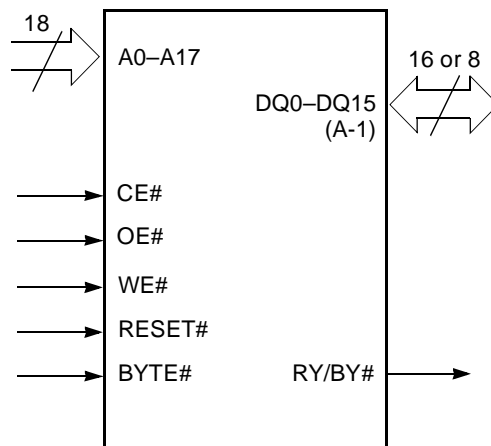 18
A0–A17
16 or 8
DQ0–DQ15
(A-1)
CE#
OE#
WE#
RESET#
BYTE#
RY/BY#